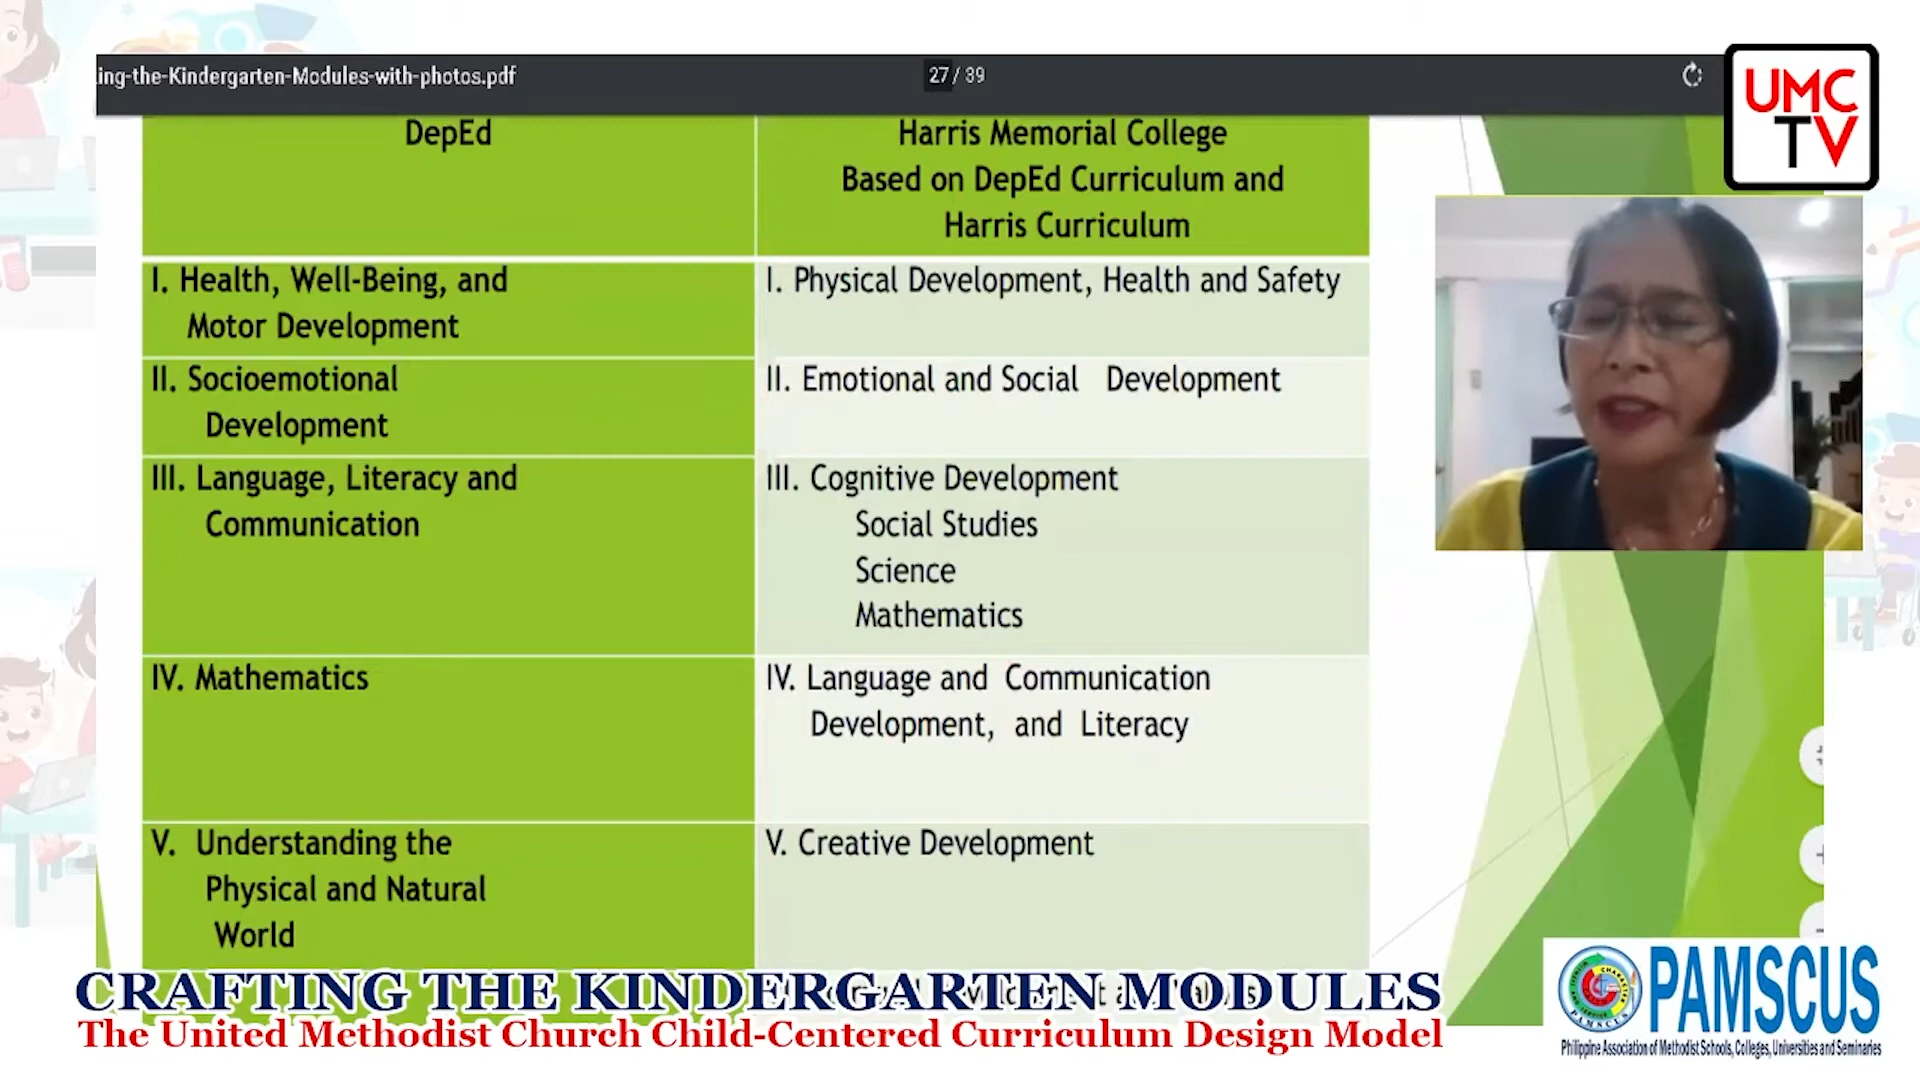 ing-the-Kindergarten-Modules-with-photos.pdf
27 / 39
UMC
TV
DepEd
Harris Memorial College
Based on DepEd Curriculum and
Harris Curriculum
I. Health, Well-Being, and
Motor Development
I. Physical Development, Health and Safety
II. Socioemotional
Development
II. Emotional and Social Development
III. Language, Literacy and
Communication
III. Cognitive Development
Social Studies
Science
Mathematics
IV. Mathematics
IV. Language and Communication
Development, and Literacy
V. Understanding the
Physical and Natural
World
V. Creative Development
CRAFTING THE KINDERGARTEN MODULES
The United Methodist Church Child-Centered Curriculum Design Model
PAMSCUS
Philippine Association of Methodist Schools, Colleges, Universities and Seminaries